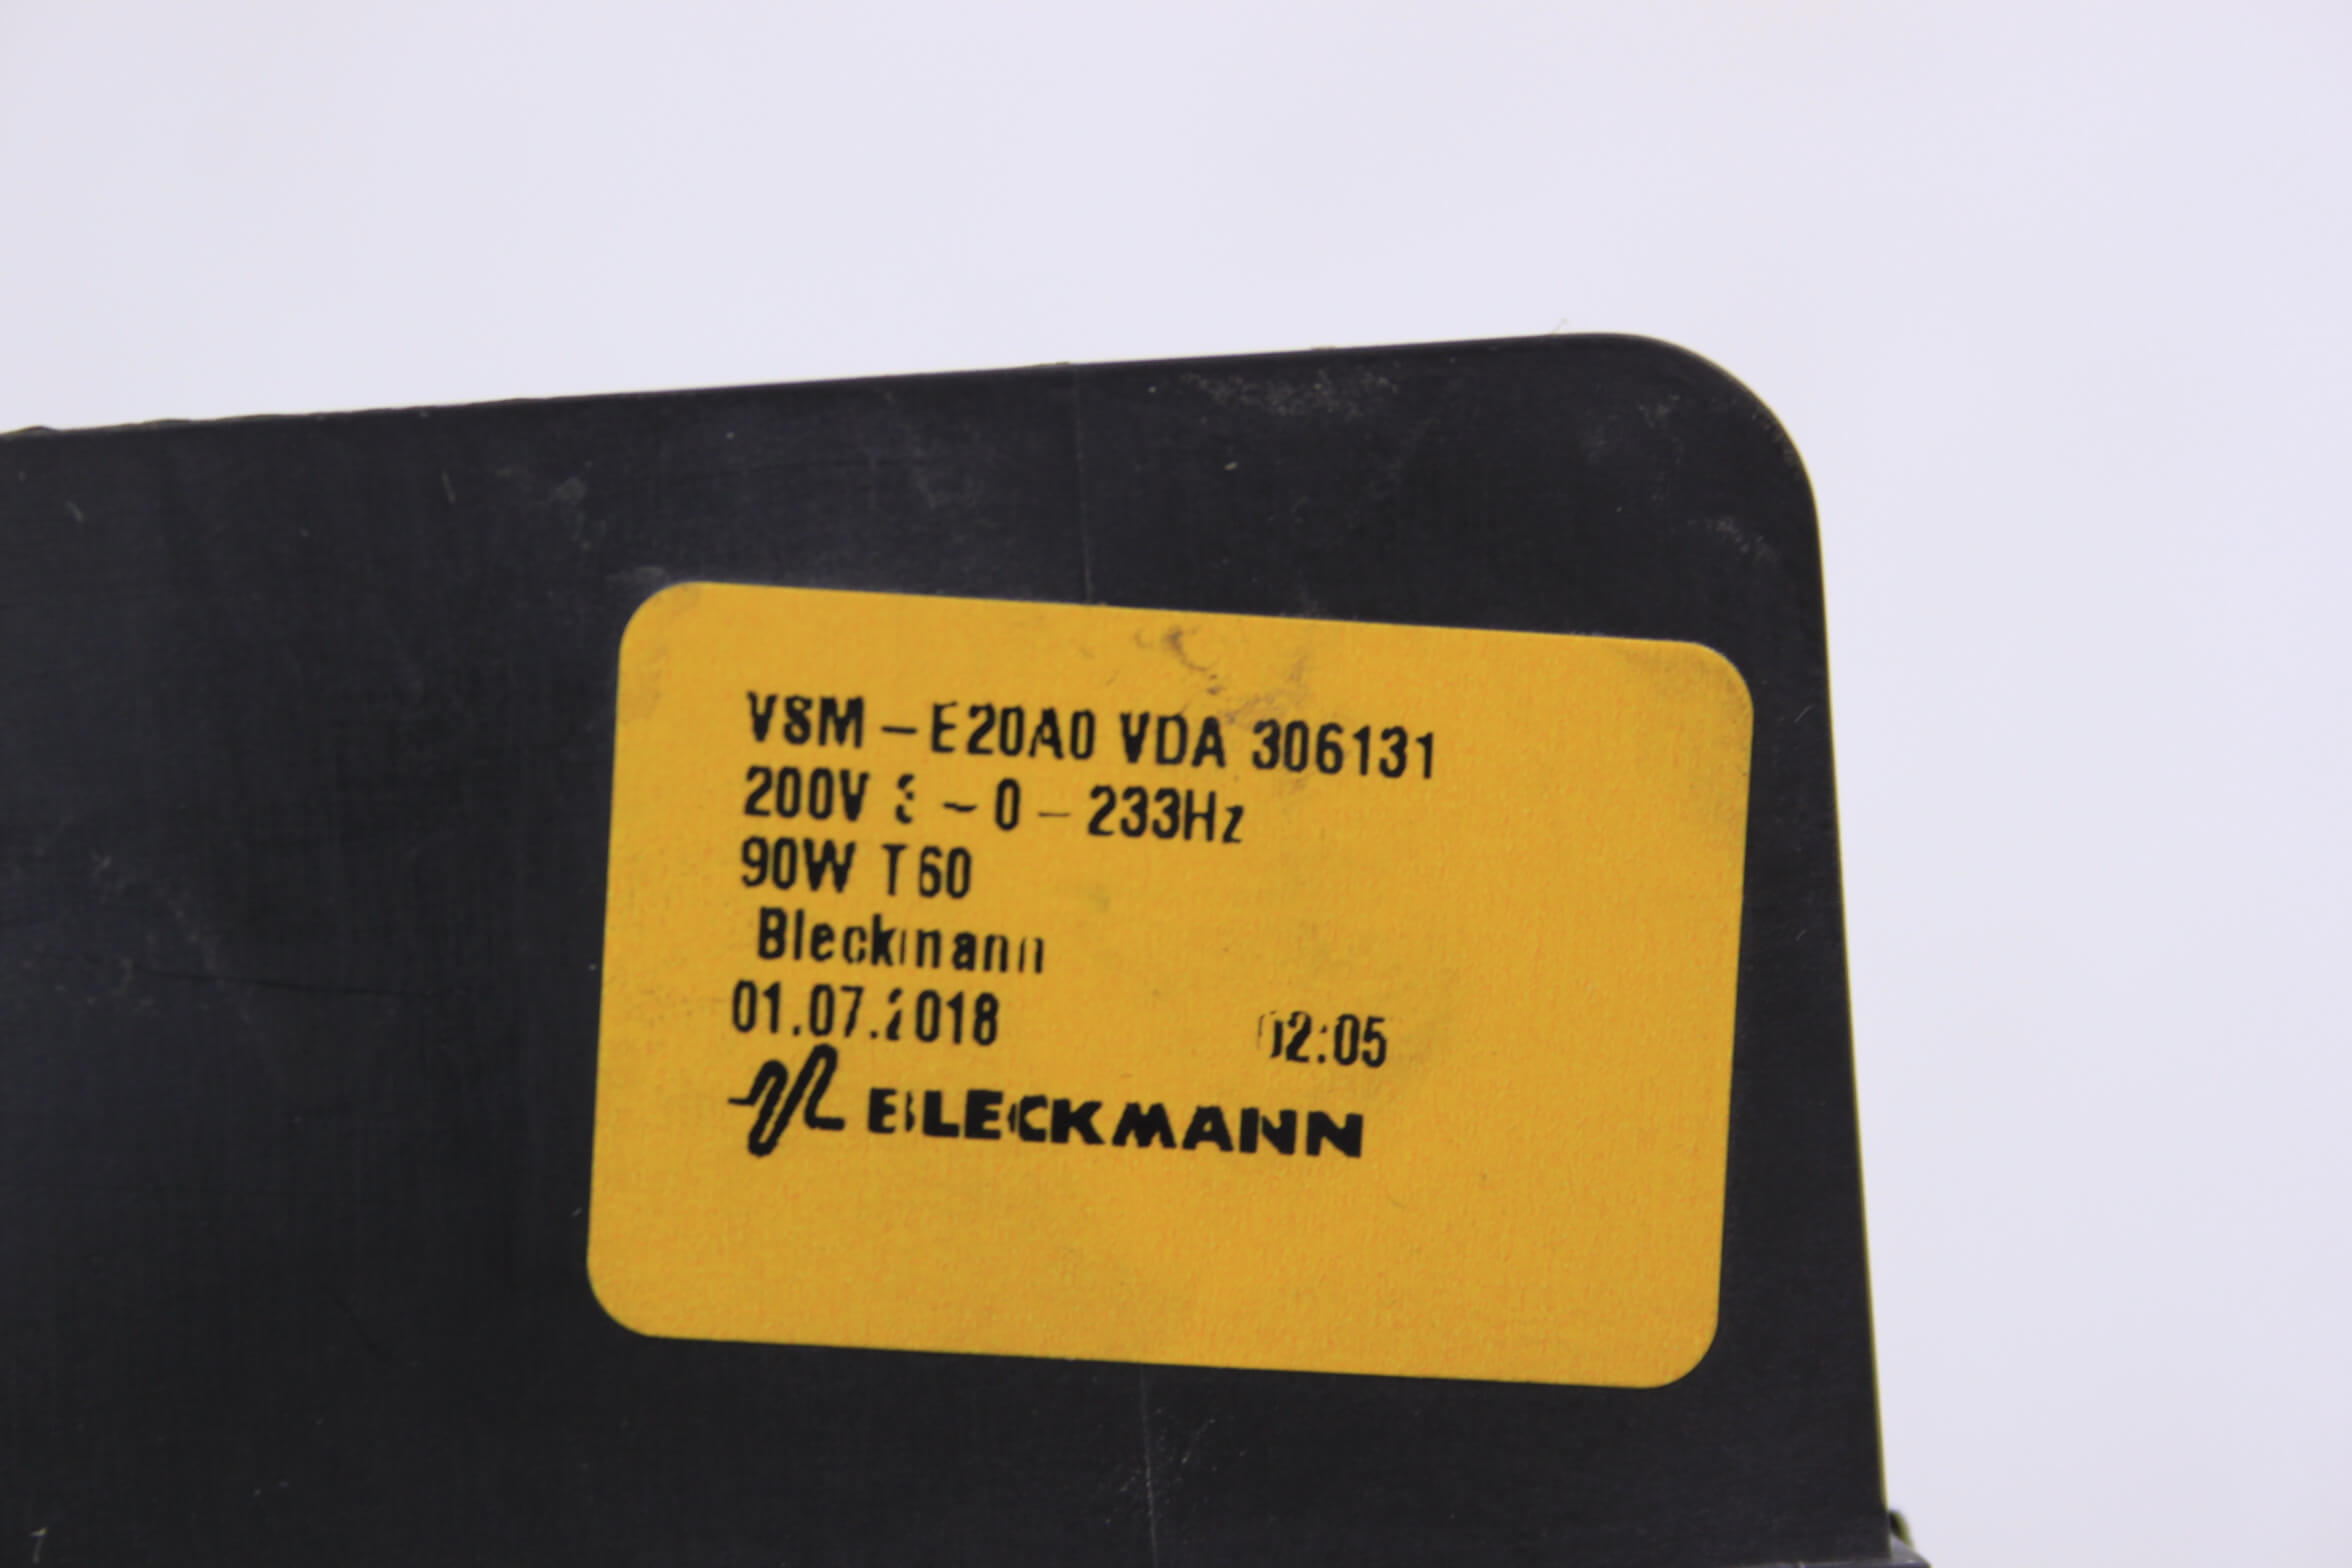 VSM-E20A0 VDA 306131
200V 3 ~ 0 - 233Hz
90W T60
Bleckmann
01.07.2018 02:05
BLECKMANN